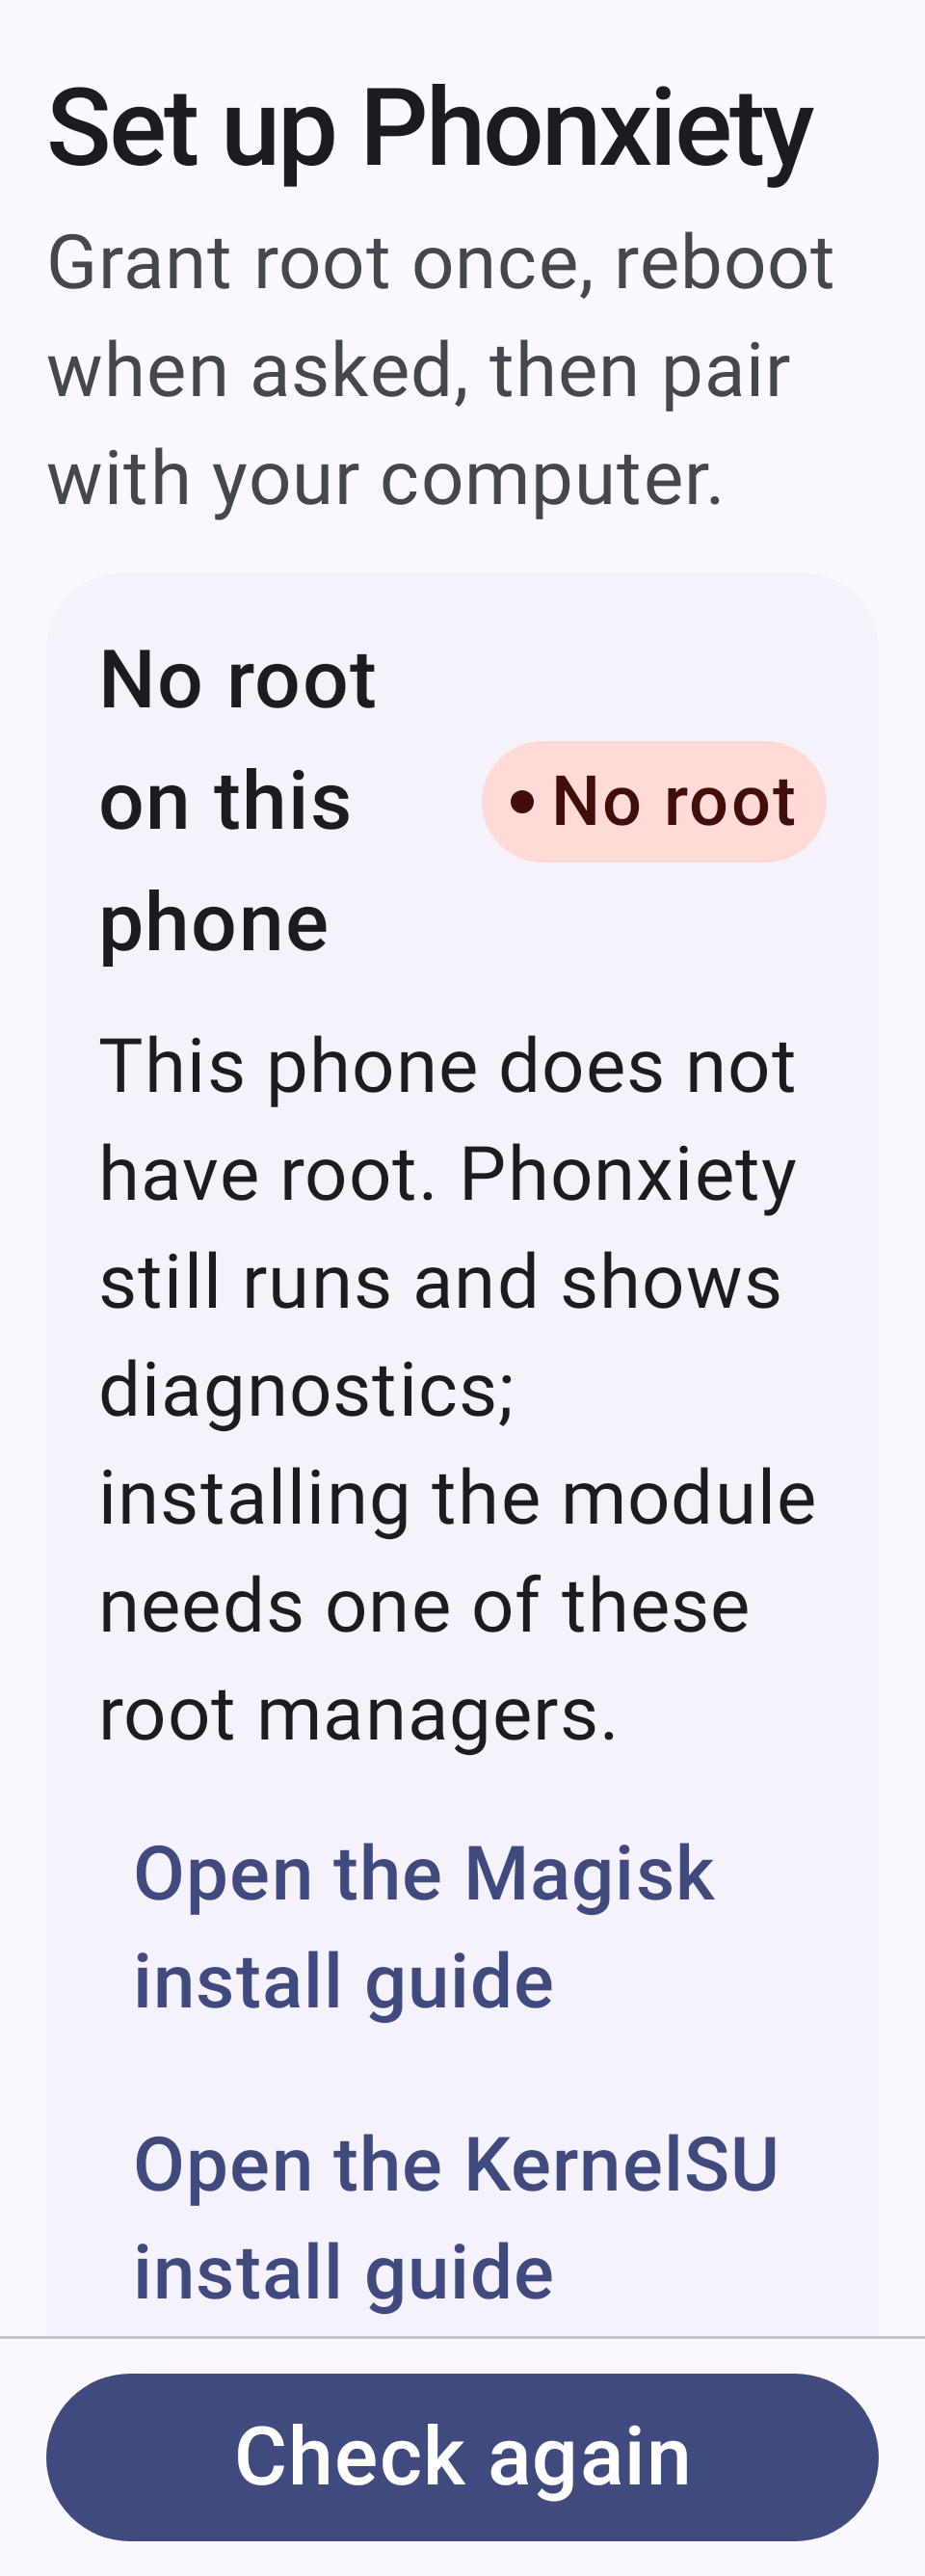 Set up Phonxiety
Grant root once, reboot
when asked, then pair
with your computer.
No root
on this
phone
• No root
This phone does not
have root. Phonxiety
still runs and shows
diagnostics;
installing the module
needs one of these
root managers.
Open the Magisk
install guide
Open the KernelSU
install guide
Check again